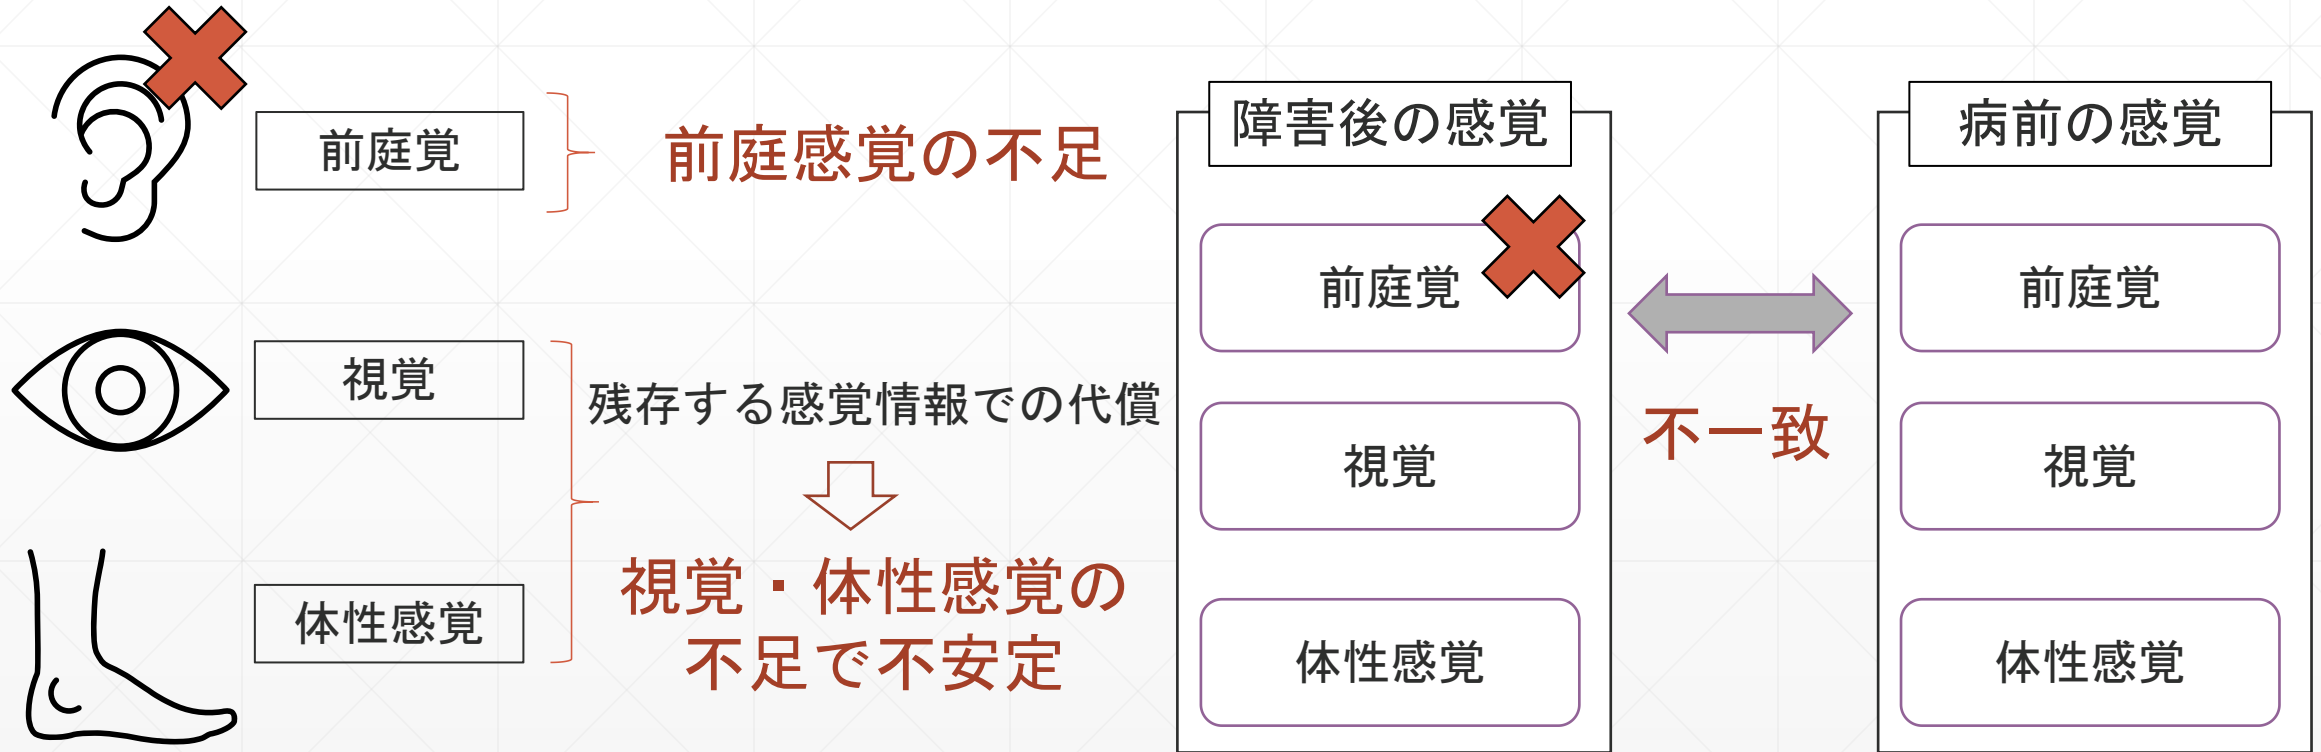 前庭覚
前庭感覚の不足
視覚
残存する感覚情報での代償
体性感覚
視覚・体性感覚の
不足で不安定
障害後の感覚
前庭覚
視覚
体性感覚
不一致
病前の感覚
前庭覚
視覚
体性感覚